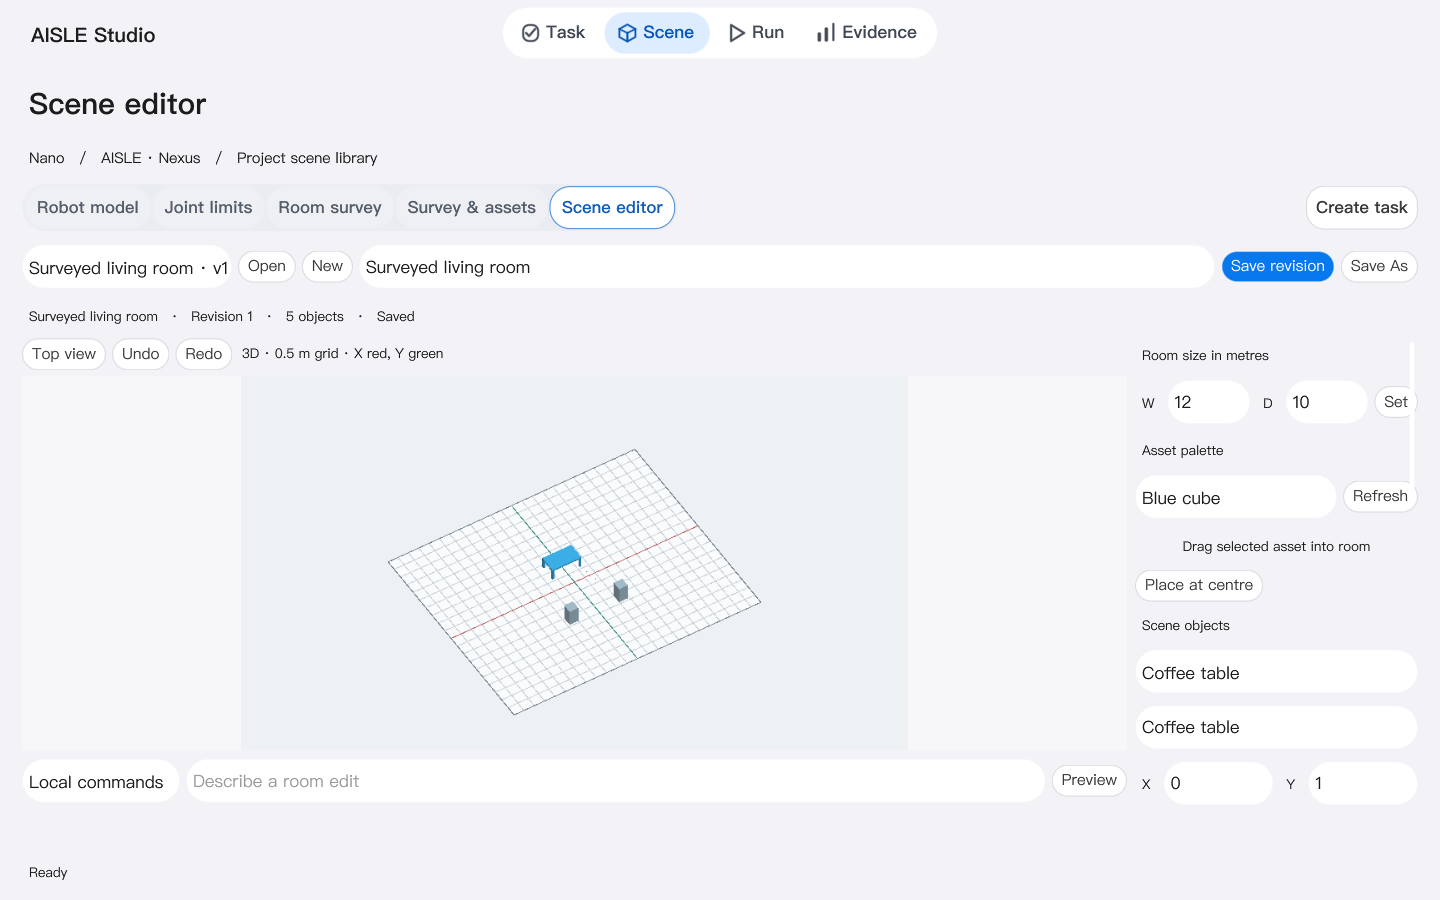 AISLE Studio
Task
Scene
Run
Evidence
Scene editor
Nano / AISLE · Nexus / Project scene library
Robot model
Joint limits
Room survey
Survey & assets
Scene editor
Create task
Surveyed living room · v1
Open
New
Surveyed living room
Save revision
Save As
Surveyed living room · Revision 1 · 5 objects · Saved
Top view
Undo
Redo
3D · 0.5 m grid · X red, Y green
Room size in metres
W 12 D 10 Set
Asset palette
Blue cube
Refresh
Drag selected asset into room
Place at centre
Scene objects
Coffee table
Coffee table
X 0 Y 1
Local commands
Describe a room edit
Preview
Ready